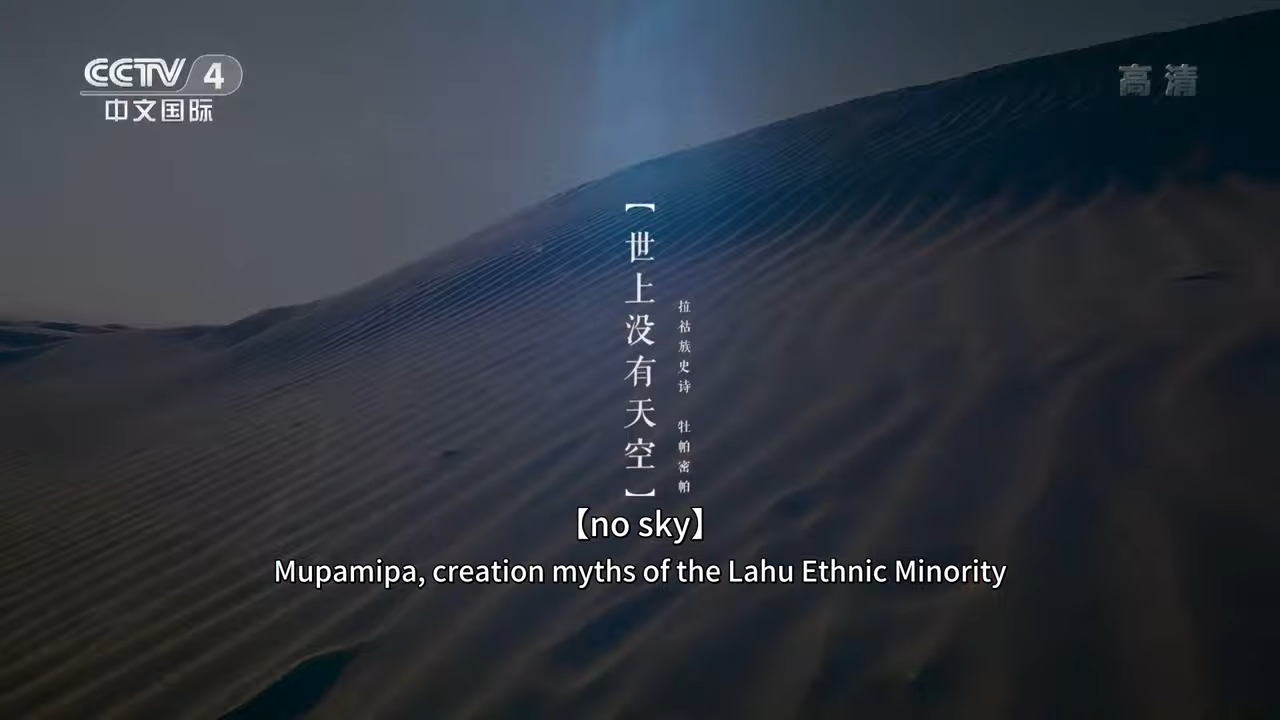 CCTV 4
中文国际
高清
【世上没有天空】
拉祜族史诗 牡帕密帕
【no sky】
Mupamipa, creation myths of the Lahu Ethnic Minority